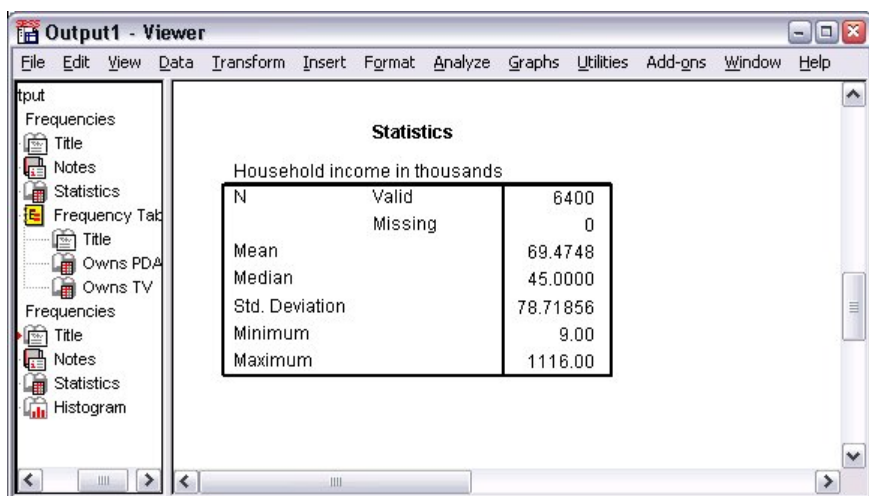 Output1 - Viewer
File Edit View Data Transform Insert Format Analyze Graphs Utilities Add-ons Window Help
tput
Frequencies
Title
Notes
Statistics
Frequency Tab
Title
Owns PDA
Owns TV
Frequencies
Title
Notes
Statistics
Histogram
Statistics
Household income in thousands
N Valid 6400
Missing 0
Mean 69.4748
Median 45.0000
Std. Deviation 78.71856
Minimum 9.00
Maximum 1116.00